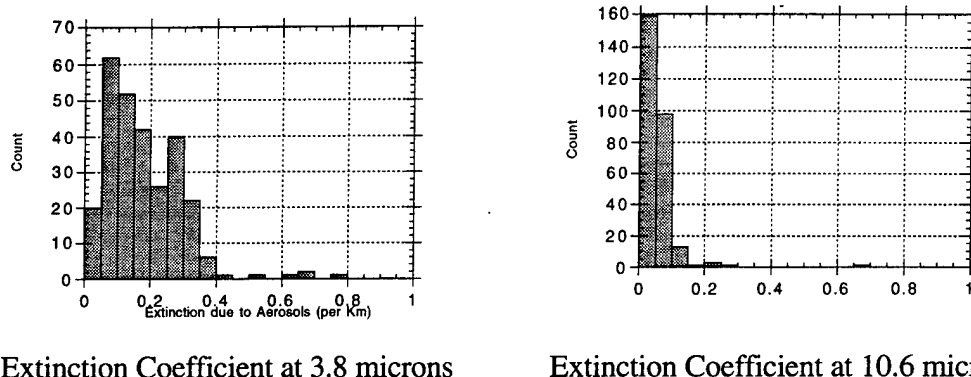 70
60
50
40
30
20
10
0
Count
0 0.2 0.4 0.6 0.8 1
Extinction due to Aerosols (per Km)
Extinction Coefficient at 3.8 microns
160
140
120
100
80
60
40
20
0
Count
0 0.2 0.4 0.6 0.8 1
Extinction Coefficient at 10.6 mic